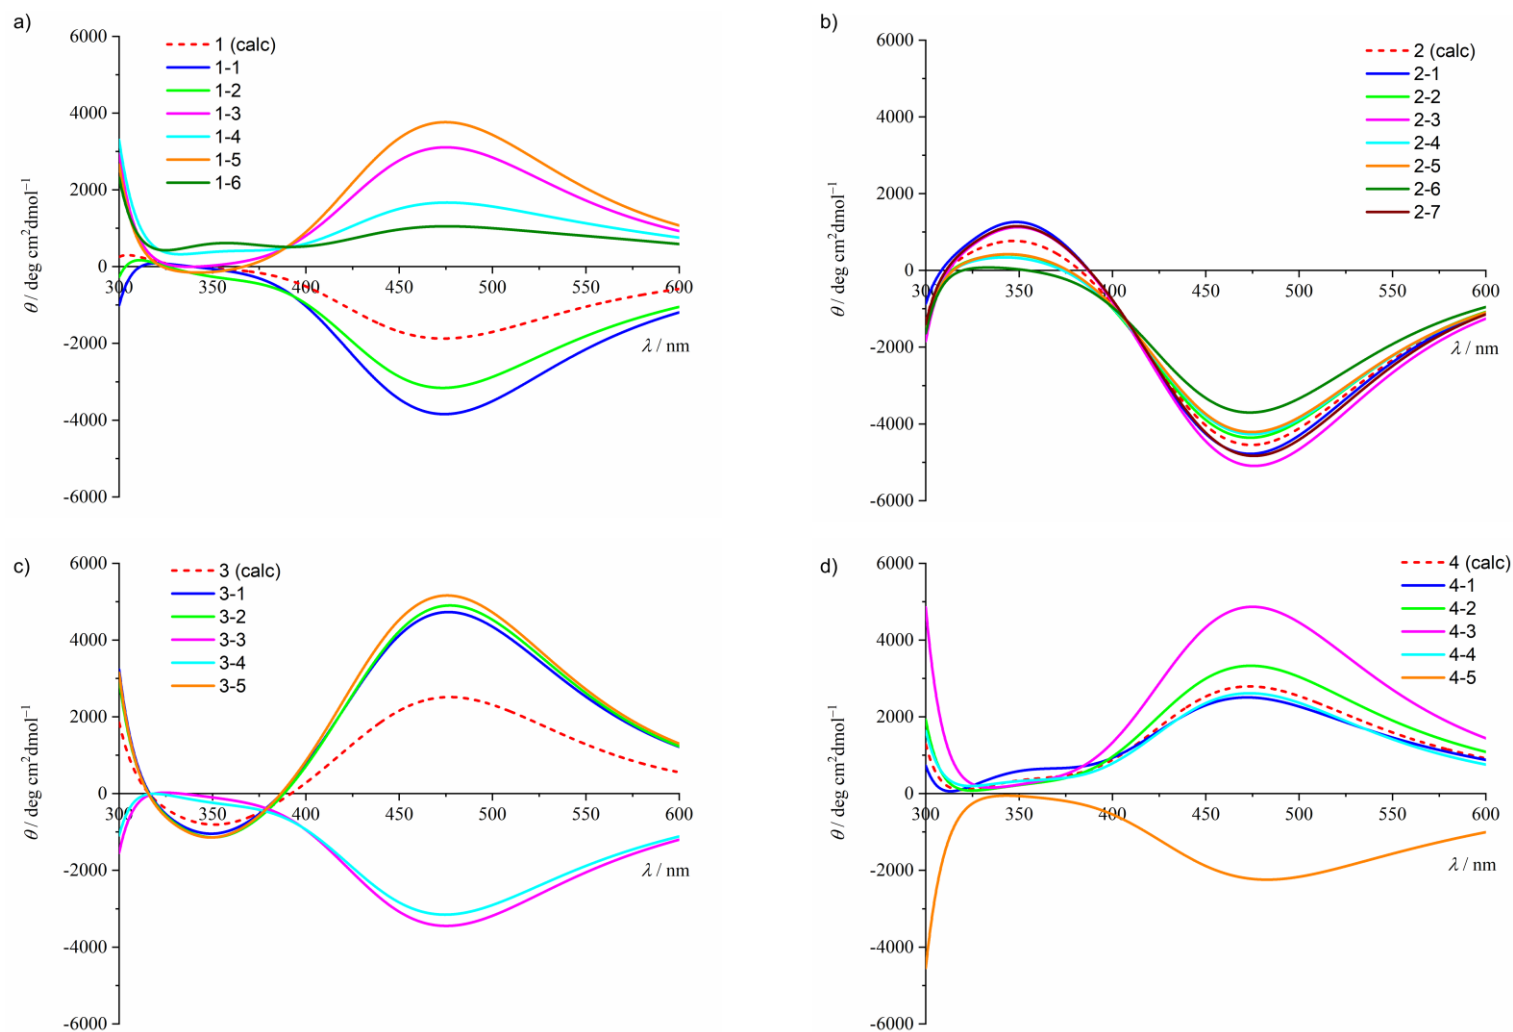 a)
6000
4000
2000
0
-2000
-4000
-6000
θ / deg cm²dmol⁻¹
1 (calc)
1-1
1-2
1-3
1-4
1-5
1-6
300 350 400 450 500 550 600
λ / nm
b)
6000
4000
2000
0
-2000
-4000
-6000
θ / deg cm²dmol⁻¹
2 (calc)
2-1
2-2
2-3
2-4
2-5
2-6
2-7
300 350 400 450 500 550 600
λ / nm
c)
6000
4000
2000
0
-2000
-4000
-6000
θ / deg cm²dmol⁻¹
3 (calc)
3-1
3-2
3-3
3-4
3-5
300 350 400 450 500 550 600
λ / nm
d)
6000
4000
2000
0
-2000
-4000
-6000
θ / deg cm²dmol⁻¹
4 (calc)
4-1
4-2
4-3
4-4
4-5
300 350 400 450 500 550 600
λ / nm